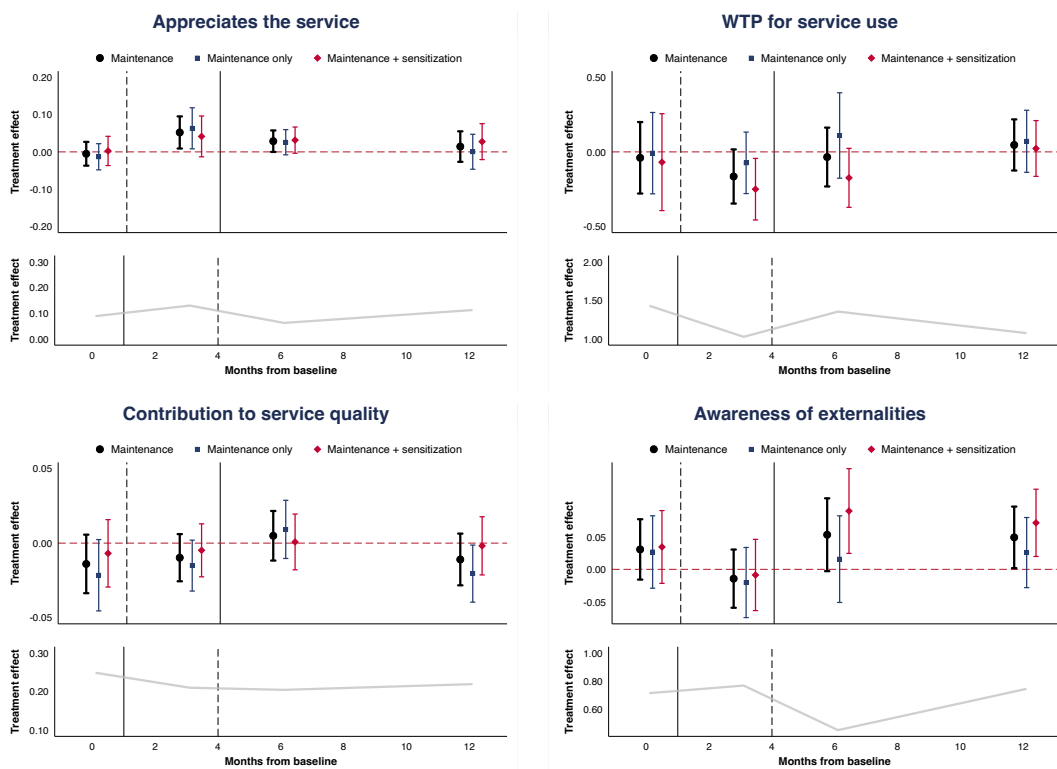 Appreciates the service
Maintenance Maintenance only Maintenance + sensitization
Treatment effect
0.20
0.10
0.00
-0.10
-0.20
Treatment effect
0.30
0.20
0.10
0.00
0 2 4 6 8 10 12
Months from baseline
WTP for service use
Maintenance Maintenance only Maintenance + sensitization
Treatment effect
0.50
0.00
-0.50
Treatment effect
2.00
1.50
1.00
0 2 4 6 8 10 12
Months from baseline
Contribution to service quality
Maintenance Maintenance only Maintenance + sensitization
Treatment effect
0.05
0.00
-0.05
Treatment effect
0.30
0.20
0.10
0 2 4 6 8 10 12
Months from baseline
Awareness of externalities
Maintenance Maintenance only Maintenance + sensitization
Treatment effect
0.05
0.00
-0.05
Treatment effect
1.00
0.80
0.60
0 2 4 6 8 10 12
Months from baseline